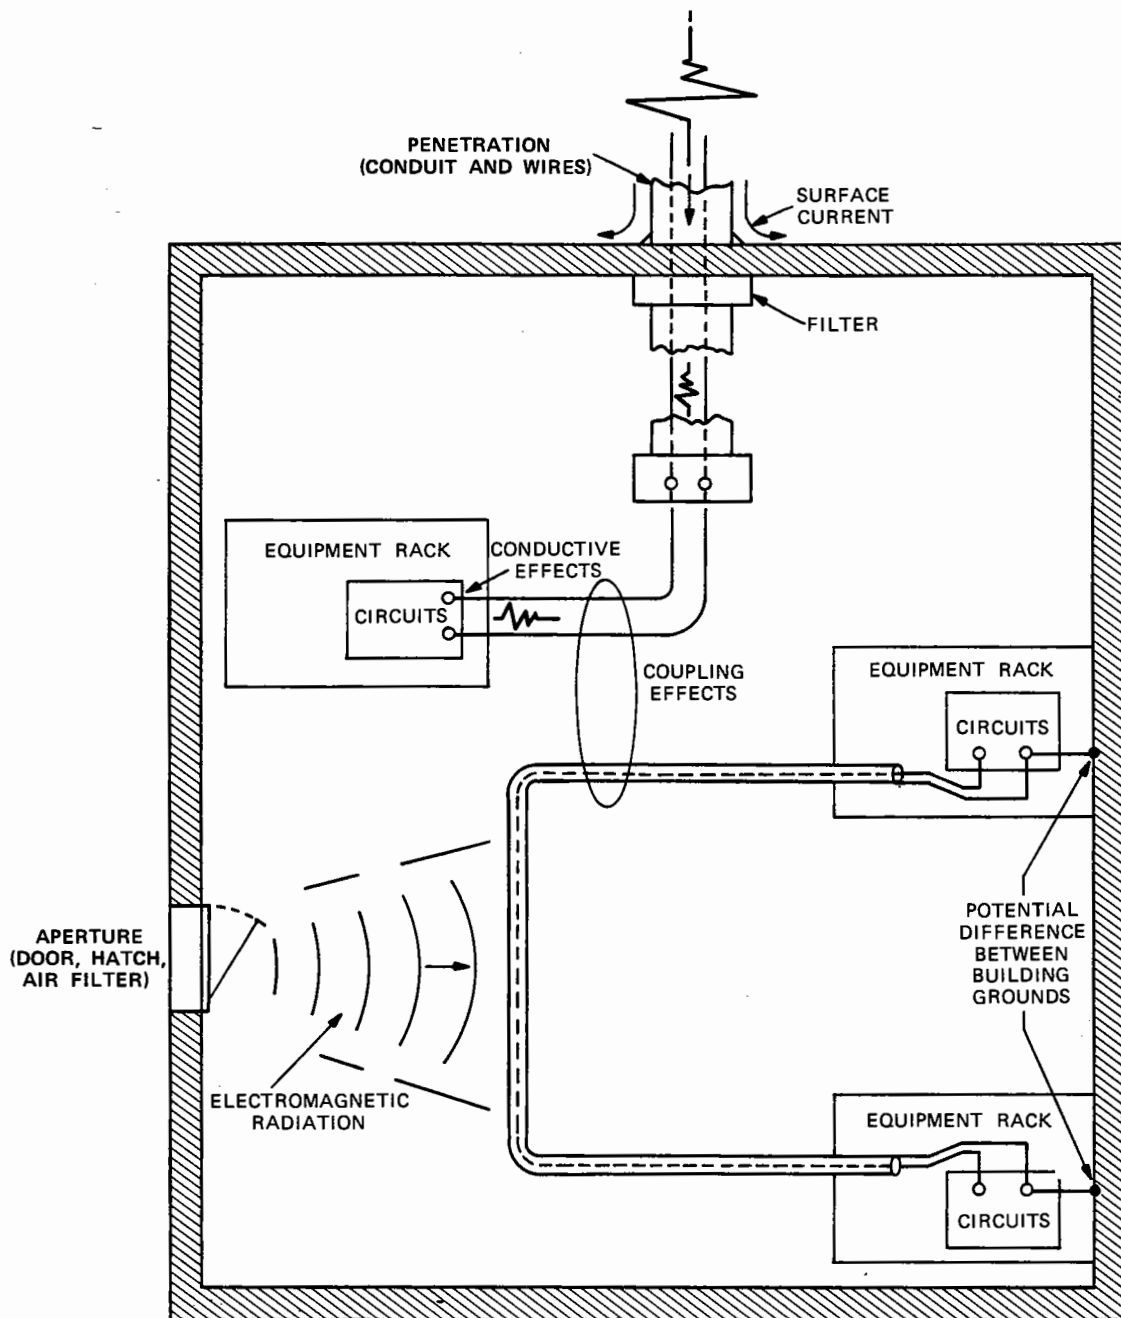 PENETRATION
(CONDUIT AND WIRES)
SURFACE
CURRENT
FILTER
EQUIPMENT RACK
CONDUCTIVE
EFFECTS
CIRCUITS
COUPLING
EFFECTS
EQUIPMENT RACK
CIRCUITS
APERTURE
(DOOR, HATCH,
AIR FILTER)
POTENTIAL
DIFFERENCE
BETWEEN
BUILDING
GROUNDS
ELECTROMAGNETIC
RADIATION
EQUIPMENT RACK
CIRCUITS